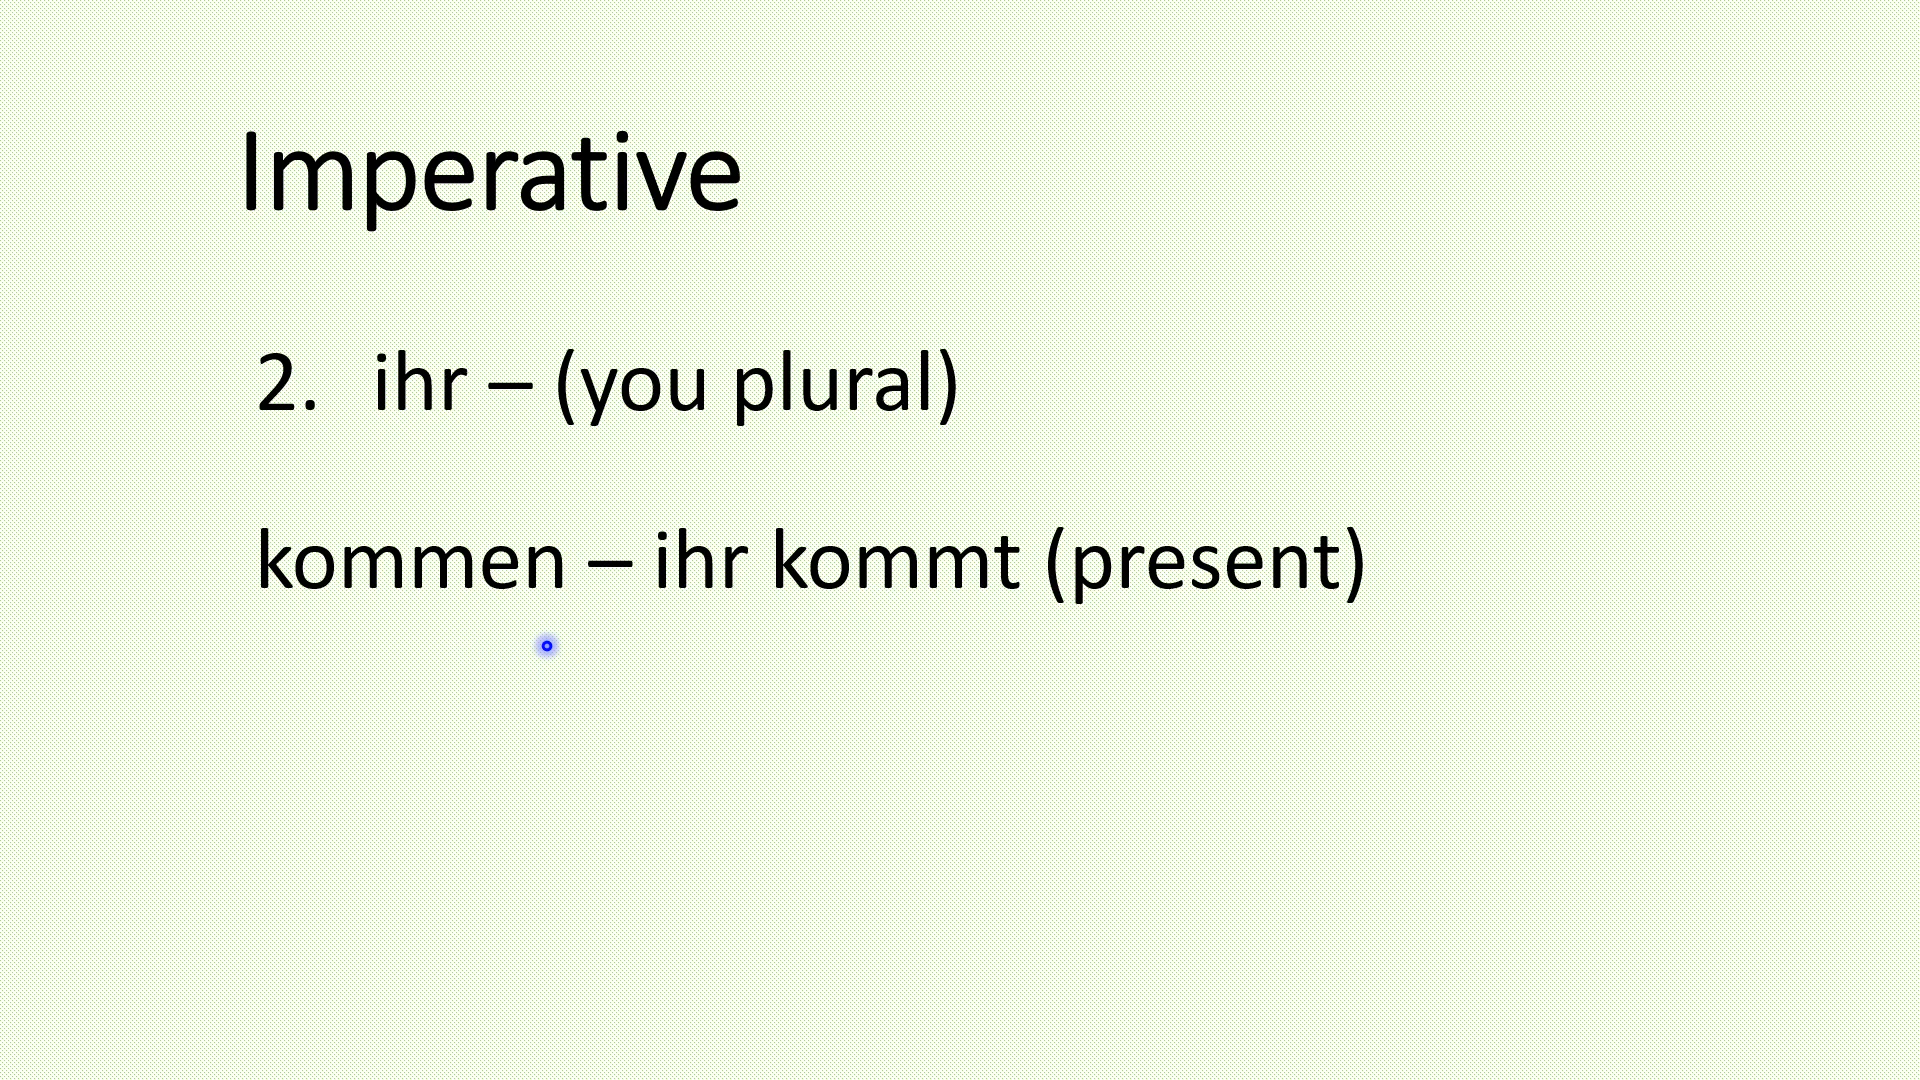 Imperative
2. ihr – (you plural)
kommen – ihr kommt (present)